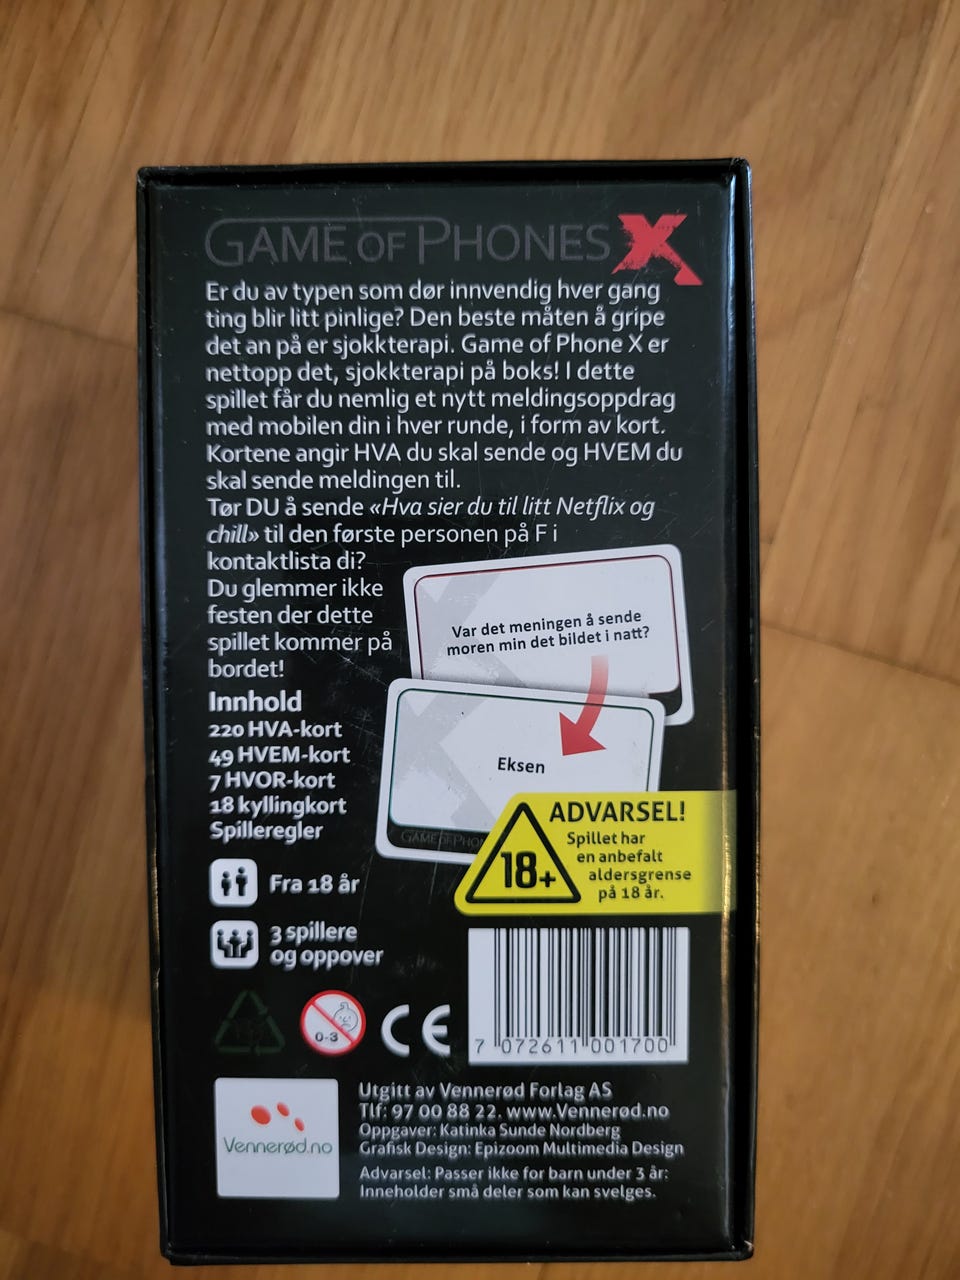 GAME OF PHONES X
Er du av typen som dør innvendig hver gang
ting blir litt pinlige? Den beste måten å gripe
det an på er sjokkterapi. Game of Phone X er
nettopp det, sjokkterapi på boks! I dette
spillet får du nemlig et nytt meldingsoppdrag
med mobilen din i hver runde, i form av kort.
Kortene angir HVA du skal sende og HVEM du
skal sende meldingen til.
Tør DU å sende «Hva sier du til litt Netflix og
chill» til den første personen på F i
kontaktlista di?
Du glemmer ikke
festen der dette
spillet kommer på
bordet!
Var det meningen å sende
moren min det bildet i natt?
Eksen
GAME OF PHO
Innhold
220 HVA-kort
49 HVEM-kort
7 HVOR-kort
18 kyllingkort
Spilleregler
ADVARSEL!
Spillet har
en anbefalt
aldersgrense
på 18 år.
18+
Fra 18 år
3 spillere
og oppover
0-3
CE
7 072611 001700
Vennerød.no
Utgitt av Vennerød Forlag AS
Tlf: 97 00 88 22. www.Vennerød.no
Oppgaver: Katinka Sunde Nordberg
Grafisk Design: Epizoom Multimedia Design
Advarsel: Passer ikke for barn under 3 år:
Inneholder små deler som kan svelges.